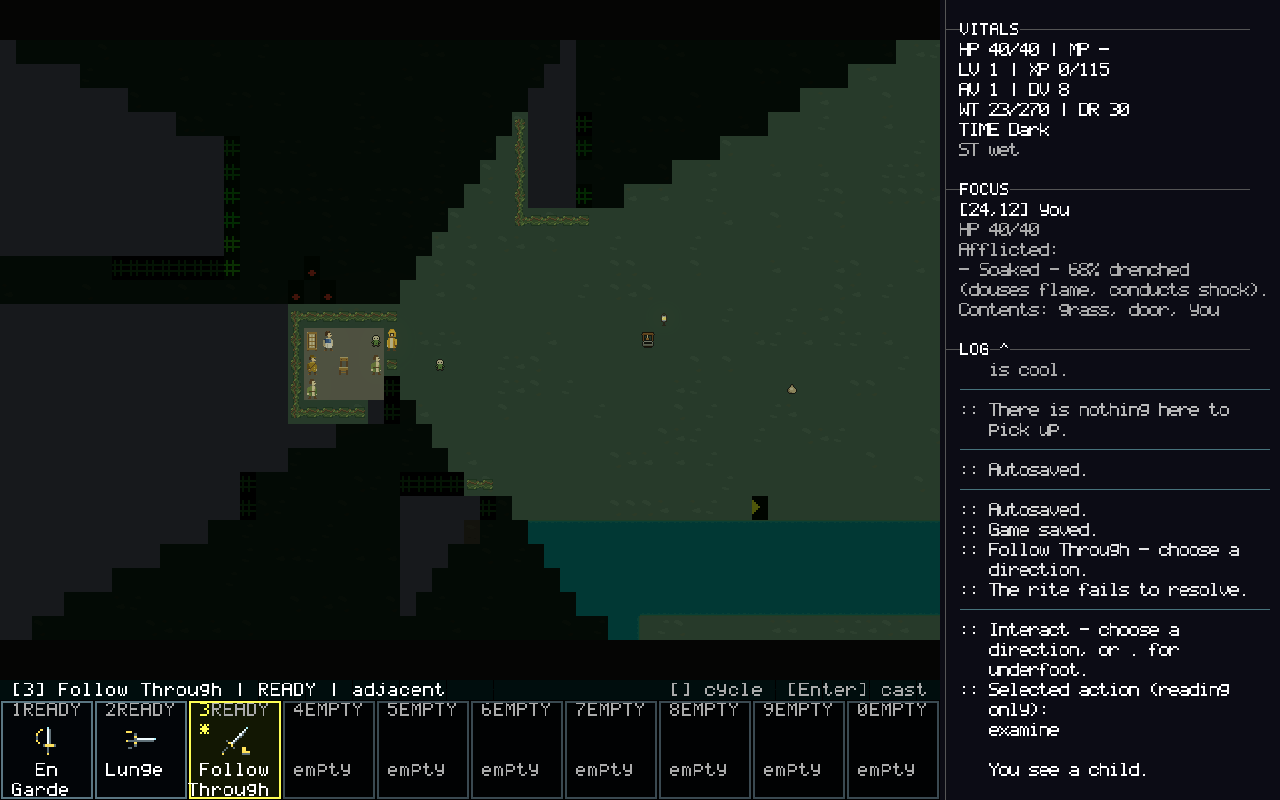 VITALS
HP 40/40 | MP -
LV 1 | XP 0/115
AV 1 | DV 8
WT 23/270 | DR 30
TIME Dark
ST wet
FOCUS
[24,12] You
HP 40/40
Afflicted:
- Soaked - 68% drenched
(douses flame, conducts shock).
Contents: grass, door, you
LOG ^
is cool.
:: There is nothing here to
pick up.
:: Autosaved.
:: Autosaved.
:: Game saved.
:: Follow Through - choose a
direction.
:: The rite fails to resolve.
:: Interact - choose a
direction, or . for
underfoot.
:: Selected action (reading
only):
examine
You see a child.
[3] Follow Through | READY | adjacent
[] cycle [Enter] cast
1READY 2READY 3READY 4EMPTY 5EMPTY 6EMPTY 7EMPTY 8EMPTY 9EMPTY 0EMPTY
En Garde
Lunge
* Follow Through
empty empty empty empty empty empty empty